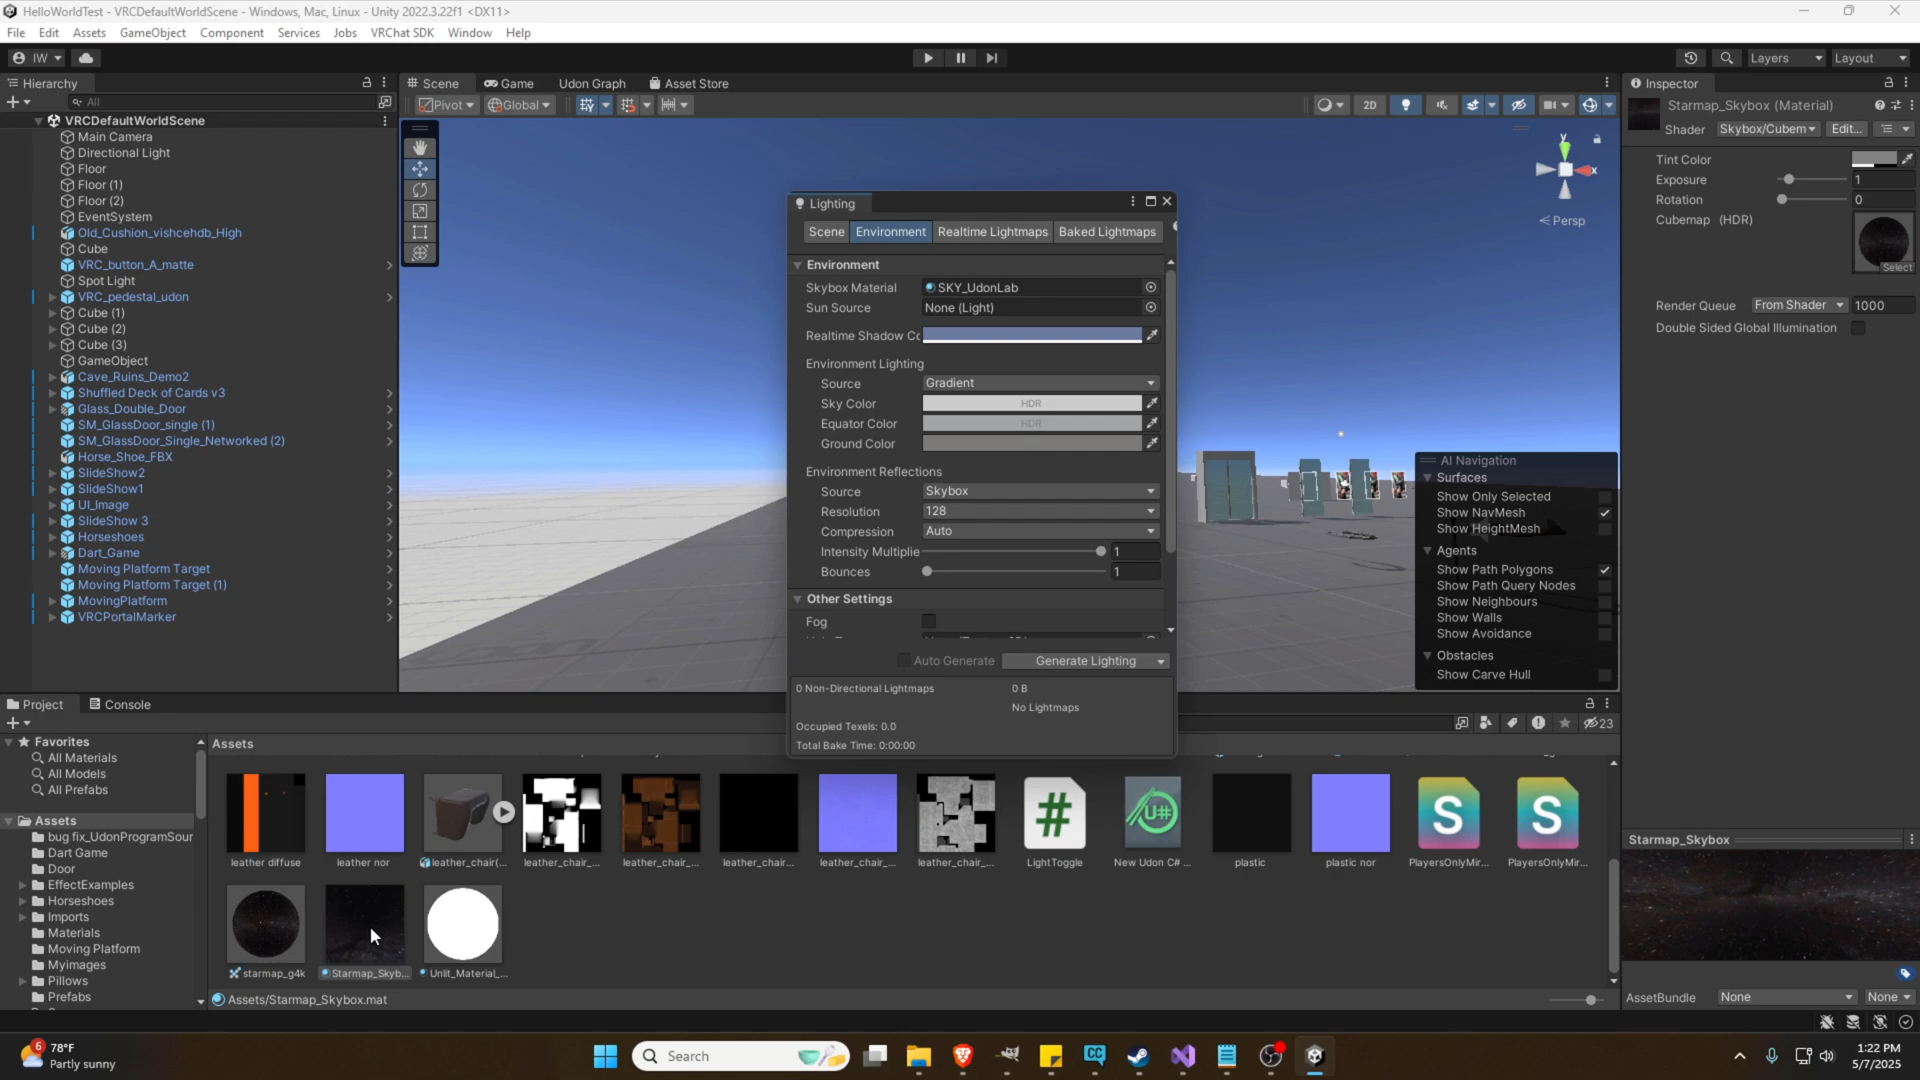 HelloWorldTest - VRCDefaultWorldScene - Windows, Mac, Linux - Unity 2022.3.22f1 <DX11>
File Edit Assets GameObject Component Services Jobs VRChat SDK Window Help
IW
Layers
Layout
Hierarchy
All
VRCDefaultWorldScene
Main Camera
Directional Light
Floor
Floor (1)
Floor (2)
EventSystem
Old_Cushion_vishcehdb_High
Cube
VRC_button_A_matte
Spot Light
VRC_pedestal_udon
Cube (1)
Cube (2)
Cube (3)
GameObject
Cave_Ruins_Demo2
Shuffled Deck of Cards v3
Glass_Double_Door
SM_GlassDoor_single (1)
SM_GlassDoor_Single_Networked (2)
Horse_Shoe_FBX
SlideShow2
SlideShow1
UI_Image
SlideShow 3
Horseshoes
Dart_Game
Moving Platform Target
Moving Platform Target (1)
MovingPlatform
VRCPortalMarker
Scene Game Udon Graph Asset Store
Pivot Global
2D
y
x
Persp
Lighting
Scene Environment Realtime Lightmaps Baked Lightmaps
Environment
Skybox Material SKY_UdonLab
Sun Source None (Light)
Realtime Shadow Co
Environment Lighting
Source Gradient
Sky Color HDR
Equator Color HDR
Ground Color
Environment Reflections
Source Skybox
Resolution 128
Compression Auto
Intensity Multiplie 1
Bounces 1
Other Settings
Fog
Auto Generate Generate Lighting
0 Non-Directional Lightmaps 0 B
No Lightmaps
Occupied Texels: 0.0
Total Bake Time: 0:00:00
AI Navigation
Surfaces
Show Only Selected
Show NavMesh
Show HeightMesh
Agents
Show Path Polygons
Show Path Query Nodes
Show Neighbours
Show Walls
Show Avoidance
Obstacles
Show Carve Hull
Inspector
Starmap_Skybox (Material)
Shader Skybox/Cubem Edit...
Tint Color
Exposure 1
Rotation 0
Cubemap (HDR)
Select
Render Queue From Shader 1000
Double Sided Global Illumination
Project Console
23
Favorites
All Materials
All Models
All Prefabs
Assets
bug fix_UdonProgramSour
Dart Game
Door
EffectExamples
Horseshoes
Imports
Materials
Moving Platform
Myimages
Pillows
Prefabs
Assets
#
U#
S
S
leather diffuse leather nor leather_chair(... leather_chair_... leather_chair_... leather_chair... leather_chair_... leather_chair_... LightToggle New Udon C# ... plastic plastic nor PlayersOnlyMir... PlayersOnlyMir...
starmap_g4k Starmap_Skyb... Unlit_Material_...
Assets/Starmap_Skybox.mat
Starmap_Skybox
AssetBundle None None
6
78°F
Partly sunny
Search
CC
1:22 PM
5/7/2025